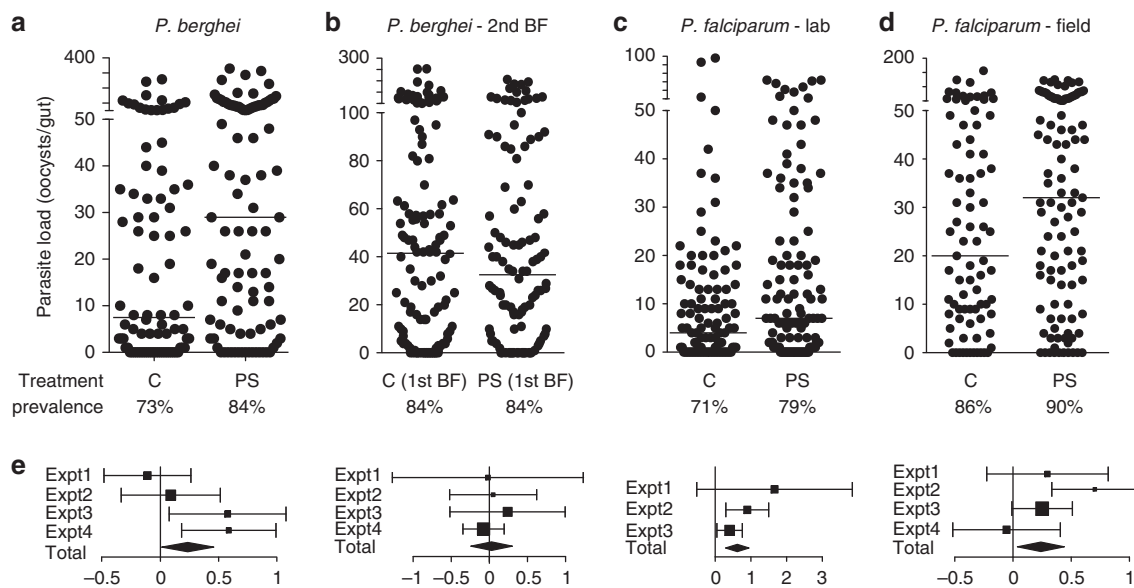 a P. berghei
b P. berghei - 2nd BF
c P. falciparum - lab
d P. falciparum - field
Parasite load (oocysts/gut)
400
50
40
30
20
10
0
300
100
80
60
40
20
0
100
50
40
30
20
10
0
200
50
40
30
20
10
0
Treatment C PS C (1st BF) PS (1st BF) C PS C PS
prevalence 73% 84% 84% 84% 71% 79% 86% 90%
e
Expt1
Expt2
Expt3
Expt4
Total
−0.5 0 0.5 1
Expt1
Expt2
Expt3
Expt4
Total
−1 −0.5 0 0.5 1
Expt1
Expt2
Expt3
Total
0 1 2 3
Expt1
Expt2
Expt3
Expt4
Total
−0.5 0 0.5 1